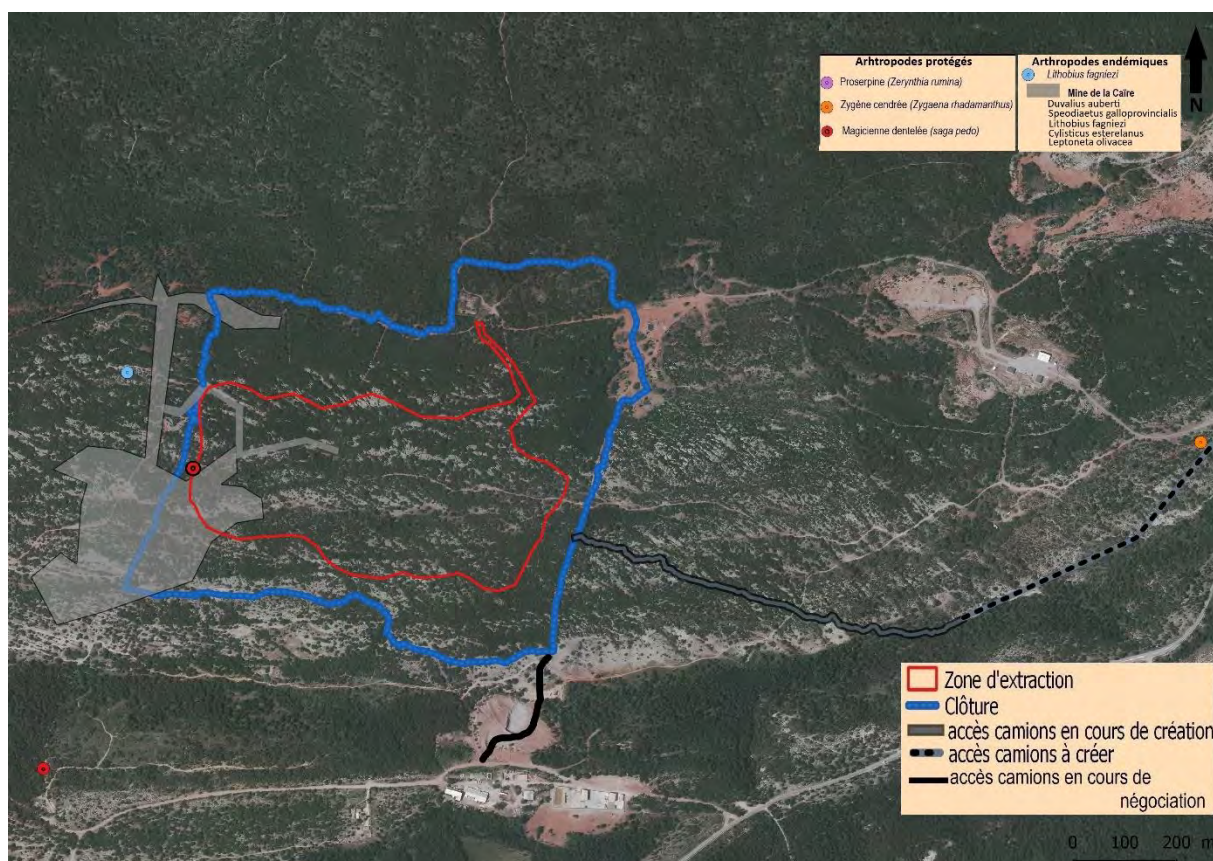 Arhtropodes protégés
Proserpine (Zerynthia rumina)
Zygène cendrée (Zygaena rhadamanthus)
Magicienne dentelée (saga pedo)
Arthropodes endémiques
Lithobius fagniezi
Mine de la Caïre
Duvalius auberti
Speodiaetus galloprovincialis
Lithobius fagniezi
Cylisticus esterelanus
Leptoneta olivacea
N
Zone d'extraction
Clôture
accès camions en cours de création
accès camions à créer
accès camions en cours de
négociation
0 100 200 m